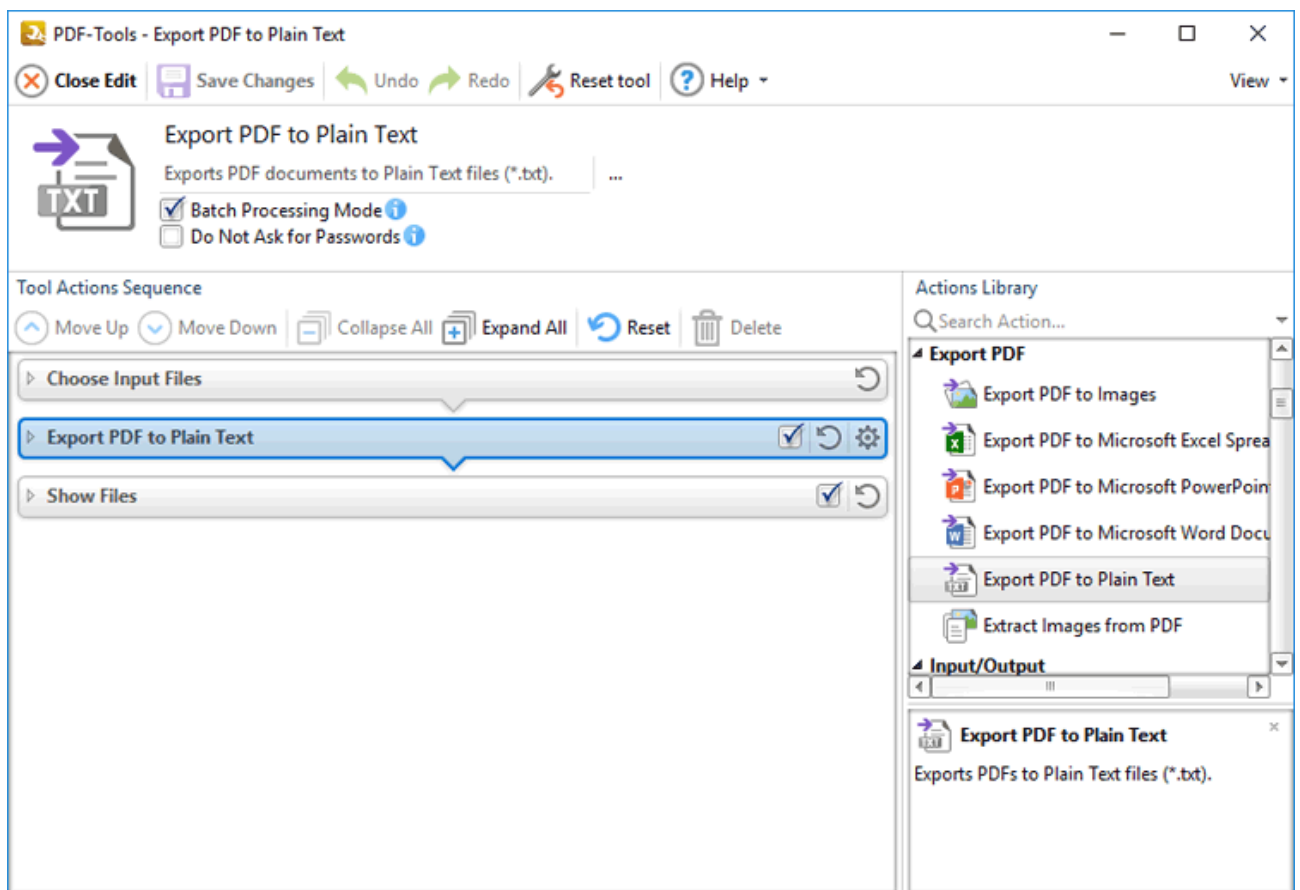 PDF-Tools - Export PDF to Plain Text
Close Edit Save Changes Undo Redo Reset tool ? Help View
Export PDF to Plain Text
Exports PDF documents to Plain Text files (*.txt). ...
TXT
Batch Processing Mode i
Do Not Ask for Passwords i
Tool Actions Sequence
Move Up Move Down Collapse All Expand All Reset Delete
Choose Input Files
Export PDF to Plain Text
Show Files
Actions Library
Search Action...
Export PDF
Export PDF to Images
Export PDF to Microsoft Excel Sprea
Export PDF to Microsoft PowerPoin
Export PDF to Microsoft Word Docu
Export PDF to Plain Text
Extract Images from PDF
Input/Output
Export PDF to Plain Text
Exports PDFs to Plain Text files (*.txt).